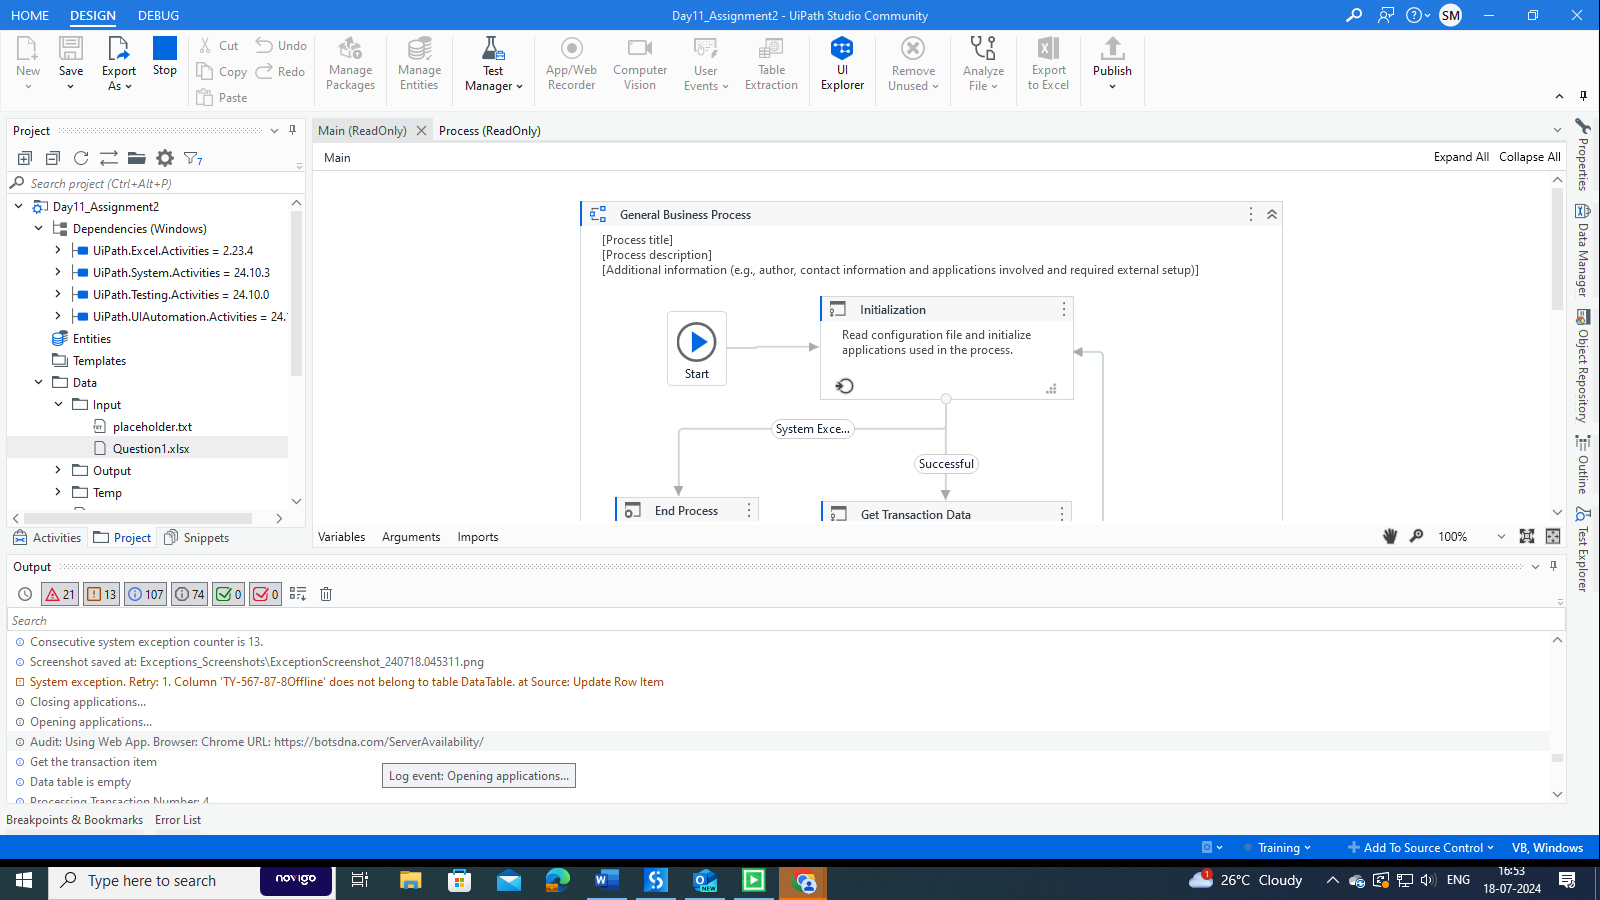 HOME DESIGN DEBUG
Day11_Assignment2 - UiPath Studio Community
SM
New
Save
Export As
Stop
Cut
Copy
Paste
Undo
Redo
Manage Packages
Manage Entities
Test Manager
App/Web Recorder
Computer Vision
User Events
Table Extraction
UI Explorer
Remove Unused
Analyze File
Export to Excel
Publish
Project
7
Search project (Ctrl+Alt+P)
Day11_Assignment2
Dependencies (Windows)
UiPath.Excel.Activities = 2.23.4
UiPath.System.Activities = 24.10.3
UiPath.Testing.Activities = 24.10.0
UiPath.UIAutomation.Activities = 24.
Entities
Templates
Data
Input
placeholder.txt
Question1.xlsx
Output
Temp
Activities Project Snippets
Main (ReadOnly) Process (ReadOnly)
Main
Expand All Collapse All
General Business Process
[Process title]
[Process description]
[Additional information (e.g., author, contact information and applications involved and required external setup)]
Start
Initialization
Read configuration file and initialize
applications used in the process.
System Exce...
Successful
End Process
Get Transaction Data
Variables Arguments Imports
100%
Properties
Data Manager
Object Repository
Outline
Test Explorer
Output
21 13 107 74 0 0
Search
Consecutive system exception counter is 13.
Screenshot saved at: Exceptions_Screenshots\ExceptionScreenshot_240718.045311.png
System exception. Retry: 1. Column 'TY-567-87-8Offline' does not belong to table DataTable. at Source: Update Row Item
Closing applications...
Opening applications...
Audit: Using Web App. Browser: Chrome URL: https://botsdna.com/ServerAvailability/
Get the transaction item
Log event: Opening applications...
Data table is empty
Processing Transaction Number: 4
Breakpoints & Bookmarks Error List
Training
Add To Source Control
VB, Windows
Type here to search
novigo
NEW
1
26°C Cloudy
ENG
16:53
18-07-2024